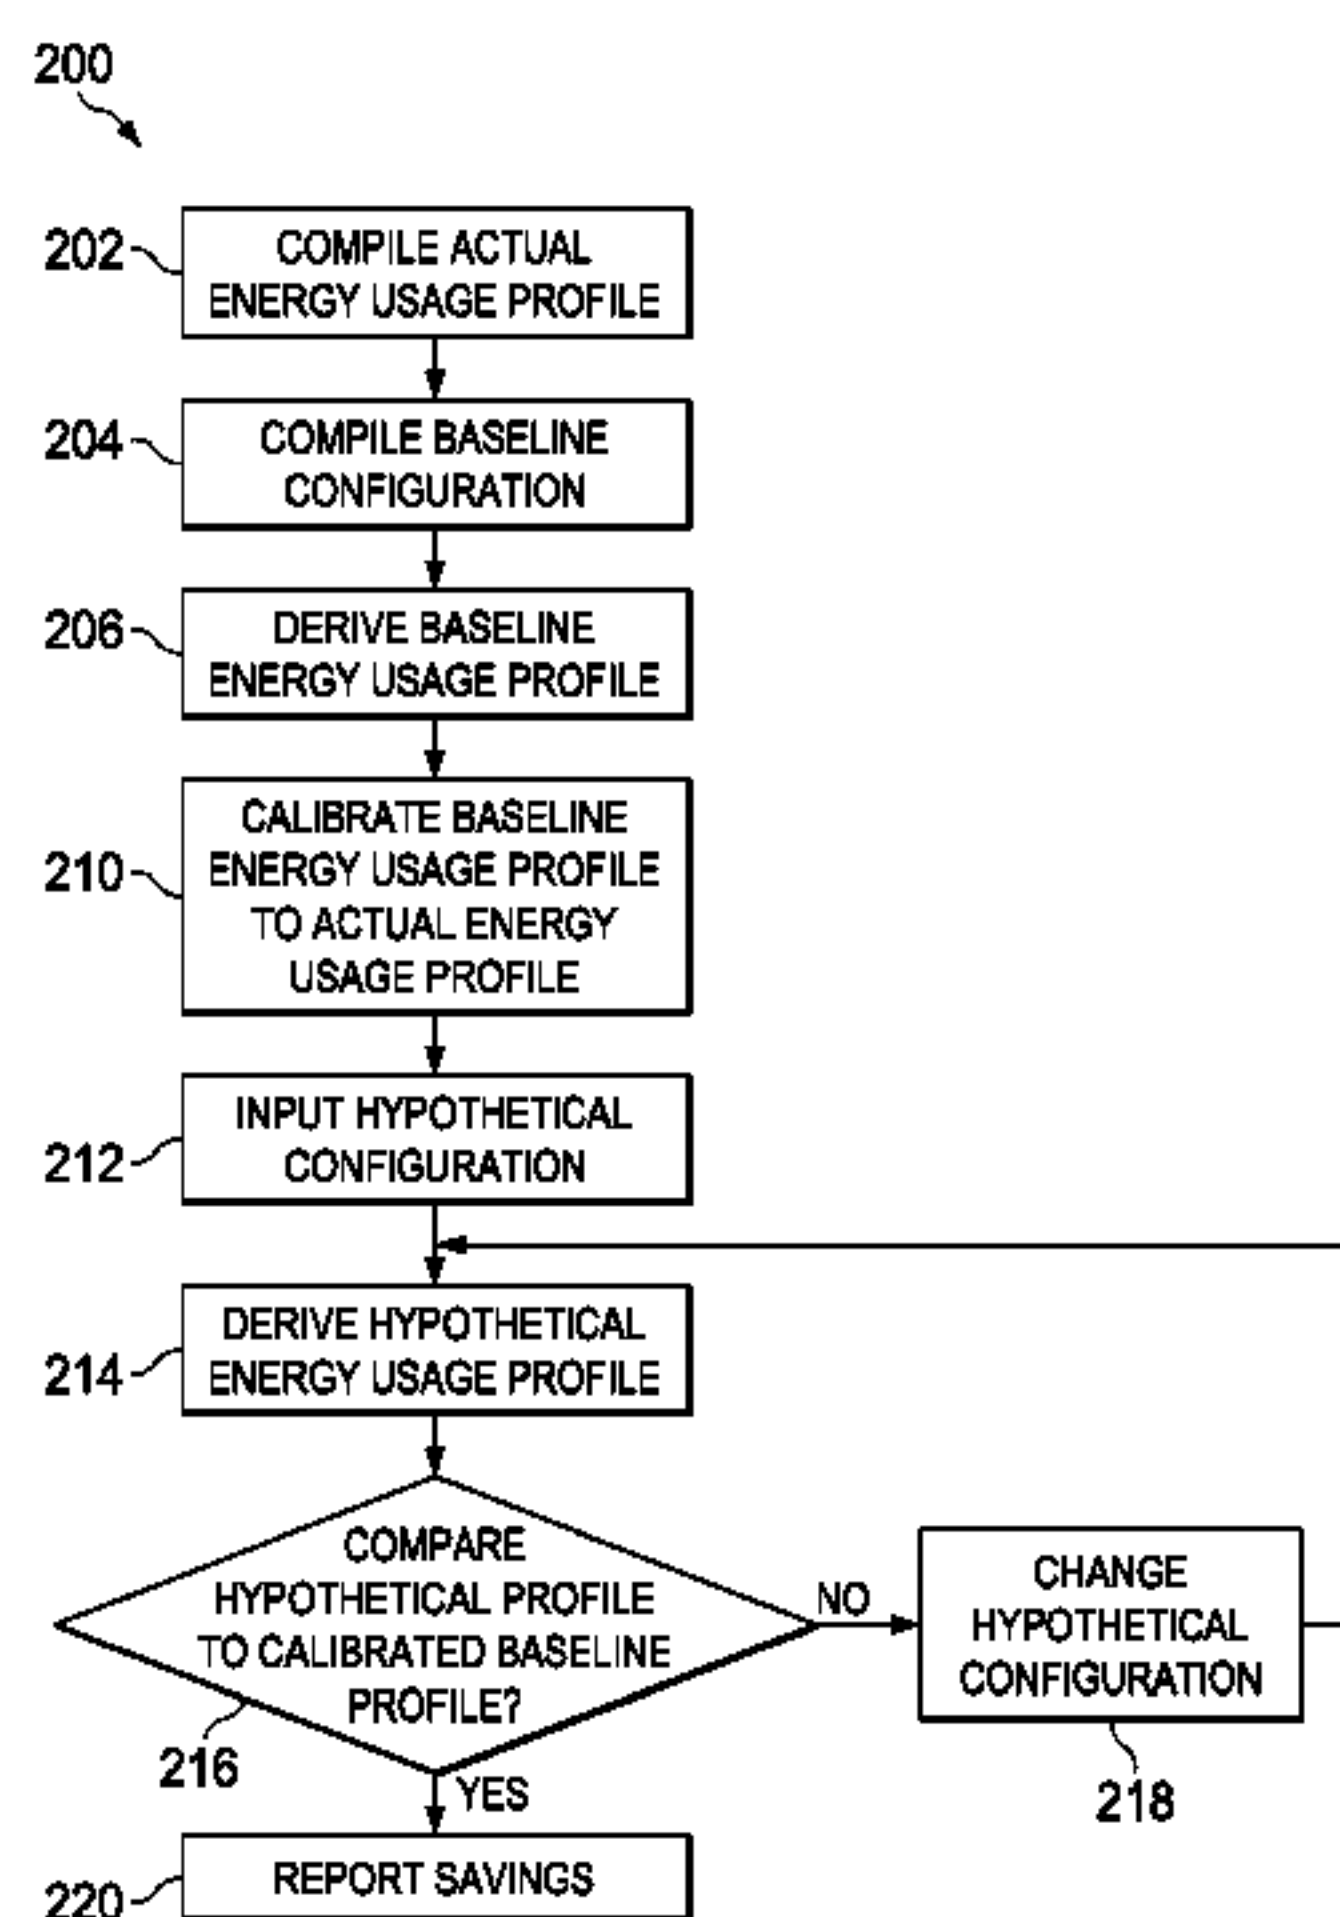 200
202
COMPILE ACTUAL
ENERGY USAGE PROFILE
204
COMPILE BASELINE
CONFIGURATION
206
DERIVE BASELINE
ENERGY USAGE PROFILE
210
CALIBRATE BASELINE
ENERGY USAGE PROFILE
TO ACTUAL ENERGY
USAGE PROFILE
212
INPUT HYPOTHETICAL
CONFIGURATION
214
DERIVE HYPOTHETICAL
ENERGY USAGE PROFILE
COMPARE
HYPOTHETICAL PROFILE
TO CALIBRATED BASELINE
PROFILE?
216
NO
CHANGE
HYPOTHETICAL
CONFIGURATION
218
YES
220
REPORT SAVINGS